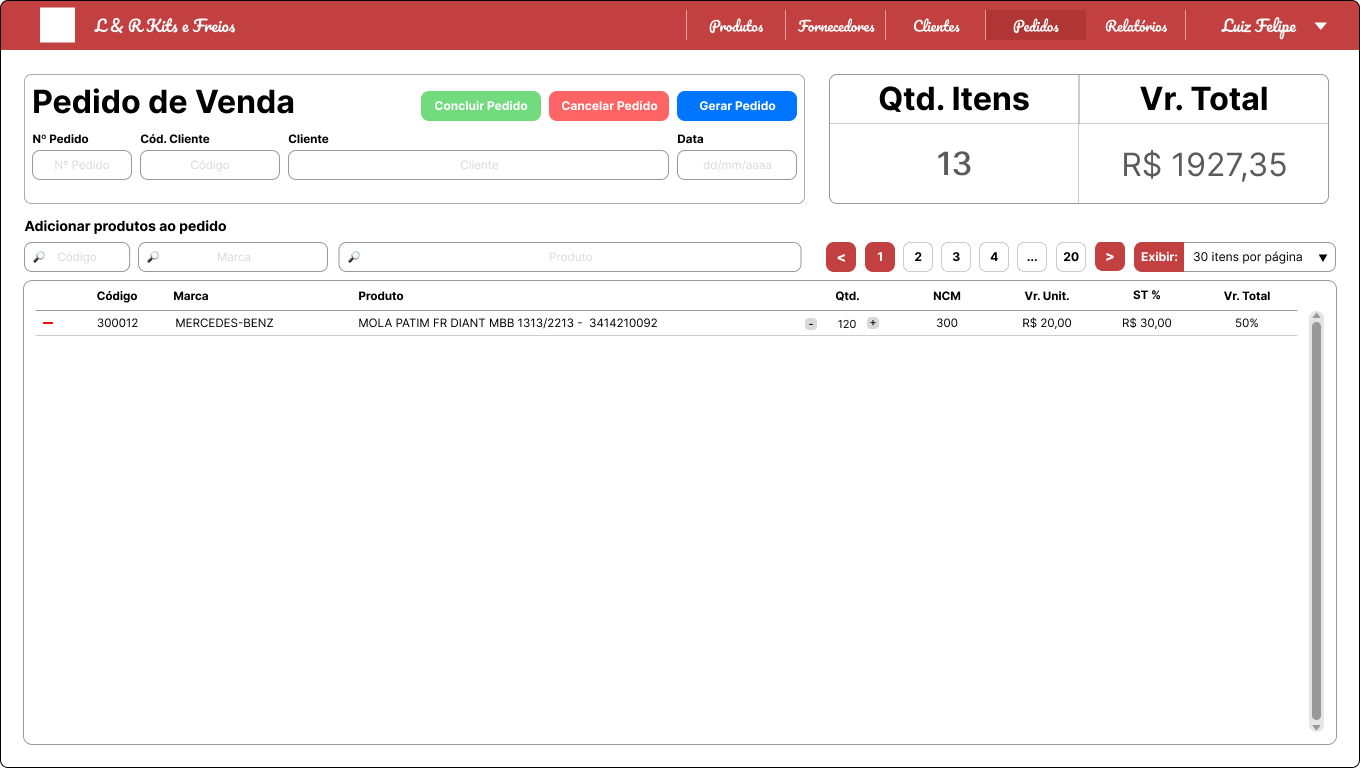 L & R Kits e Freios Produtos Fornecedores Clientes Pedidos Relatórios Luiz Felipe
Pedido de Venda Concluir Pedido Cancelar Pedido Gerar Pedido
Nº Pedido Cód. Cliente Cliente Data
Nº Pedido Código Cliente dd/mm/aaaa
Qtd. Itens Vr. Total
13 R$ 1927,35
Adicionar produtos ao pedido
Código Marca Produto < 1 2 3 4 ... 20 > Exibir: 30 itens por página
Código Marca Produto Qtd. NCM Vr. Unit. ST % Vr. Total
300012 MERCEDES-BENZ MOLA PATIM FR DIANT MBB 1313/2213 - 3414210092 - 120 + 300 R$ 20,00 R$ 30,00 50%